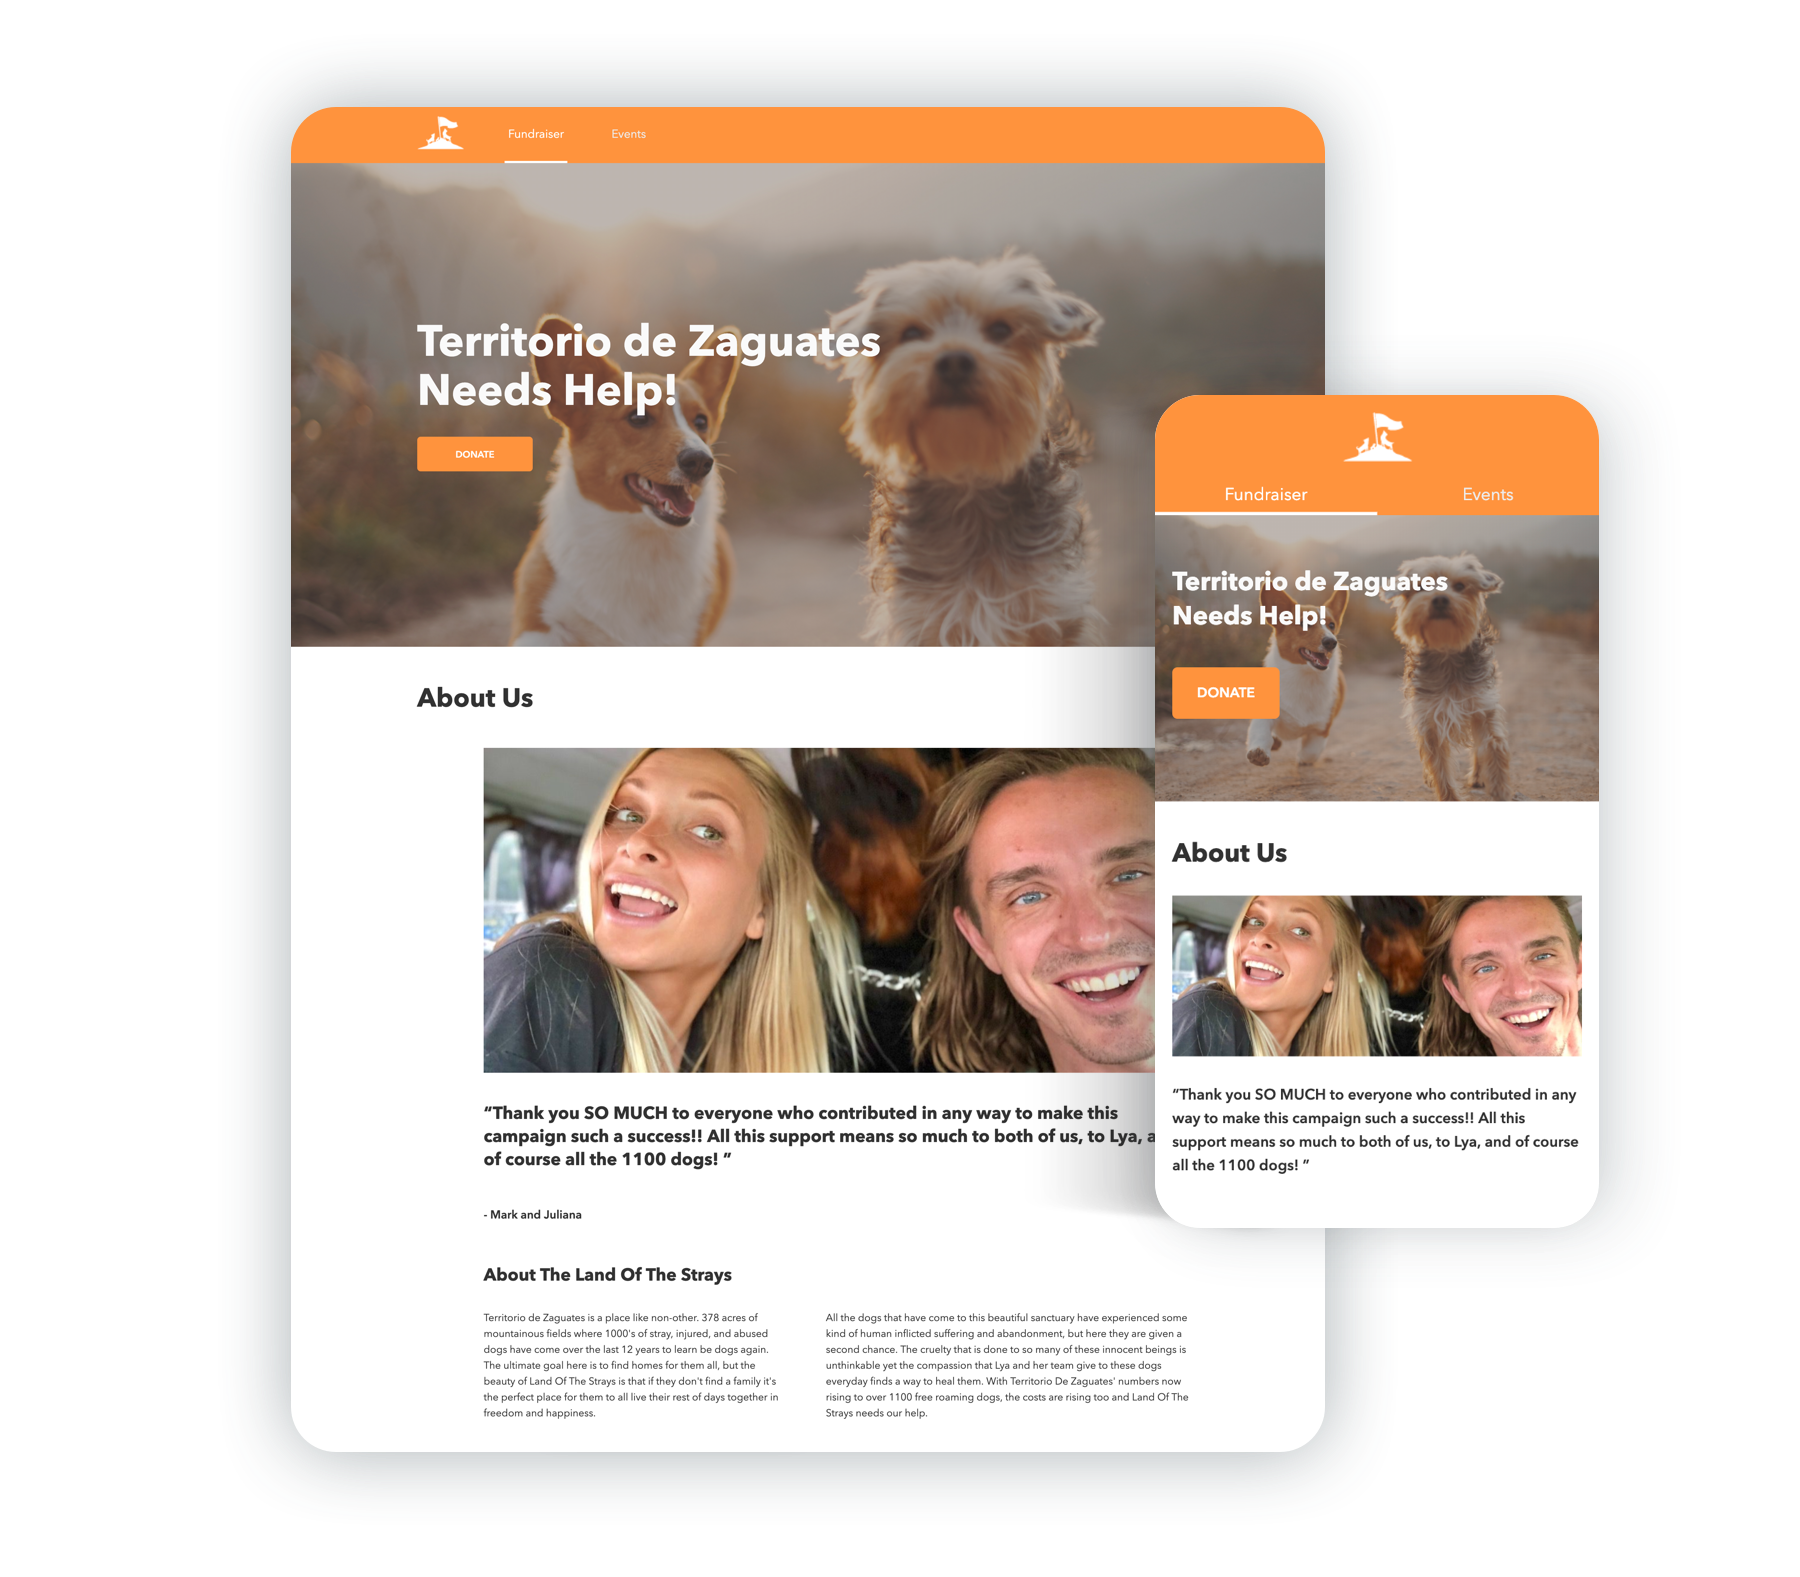 Fundraiser
Events
Territorio de Zaguates
Needs Help!
DONATE
About Us
“Thank you SO MUCH to everyone who contributed in any way to make this
campaign such a success!! All this support means so much to both of us, to Lya,
of course all the 1100 dogs! ”
- Mark and Juliana
About The Land Of The Strays
Territorio de Zaguates is a place like non-other. 378 acres of
mountainous fields where 1000's of stray, injured, and abused
dogs have come over the last 12 years to learn be dogs again.
The ultimate goal here is to find homes for them all, but the
beauty of Land Of The Strays is that if they don't find a family it's
the perfect place for them to all live their rest of days together in
freedom and happiness.
All the dogs that have come to this beautiful sanctuary have experienced some
kind of human inflicted suffering and abandonment, but here they are given a
second chance. The cruelty that is done to so many of these innocent beings is
unthinkable yet the compassion that Lya and her team give to these dogs
everyday finds a way to heal them. With Territorio De Zaguates' numbers now
rising to over 1100 free roaming dogs, the costs are rising too and Land Of The
Strays needs our help.
Fundraiser
Events
Territorio de Zaguates
Needs Help!
DONATE
About Us
“Thank you SO MUCH to everyone who contributed in any
way to make this campaign such a success!! All this
support means so much to both of us, to Lya, and of course
all the 1100 dogs! ”